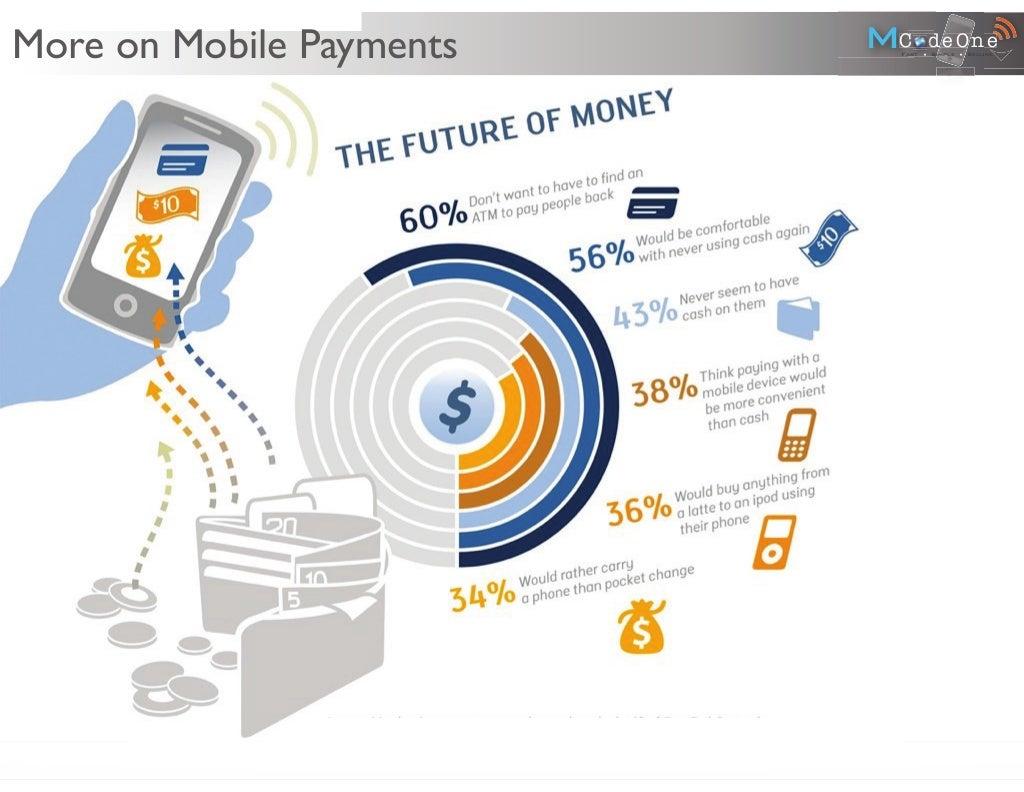 More on Mobile Payments
MCodeOne
THE FUTURE OF MONEY
60% Don't want to have to find an
ATM to pay people back
56% Would be comfortable
with never using cash again
$10
43% Never seem to have
cash on them
38% Think paying with a
mobile device would
be more convenient
than cash
36% Would buy anything from
a latte to an ipod using
their phone
34% Would rather carry
a phone than pocket change
$
$10
$
$
20
10
5